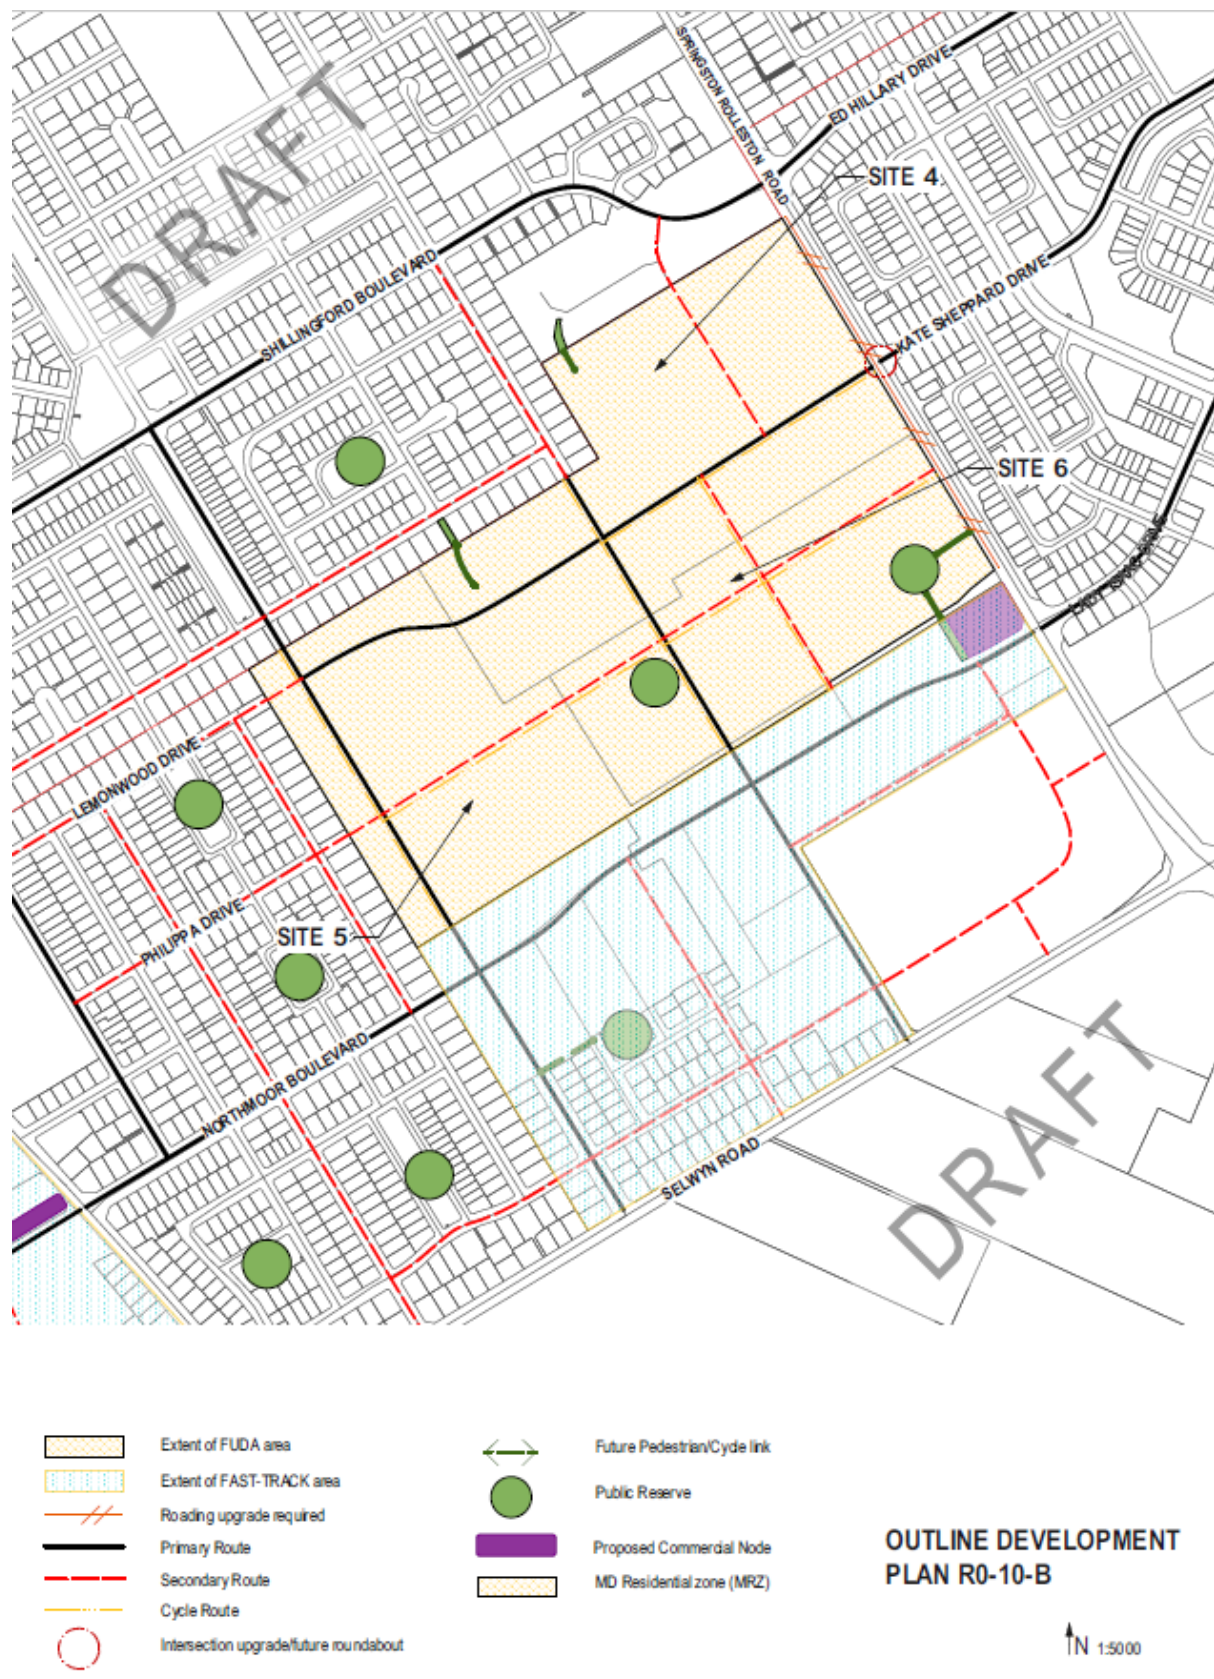 DRAFT
SPRINGSTON ROLLESTON ROAD
ED HILLARY DRIVE
SITE 4
SHILLINGFORD BOULEVARD
KATE SHEPPARD DRIVE
SITE 6
LEMONWOOD DRIVE
PHILIPPA DRIVE
SITE 5
NORTHMOOR BOULEVARD
SELWYN ROAD
DRAFT
Extent of FUDA area
Extent of FAST-TRACK area
Roading upgrade required
Primary Route
Secondary Route
Cycle Route
Intersection upgrade/future roundabout
Future Pedestrian/Cycle link
Public Reserve
Proposed Commercial Node
MD Residential zone (MRZ)
OUTLINE DEVELOPMENT
PLAN R0-10-B
N 1:5000